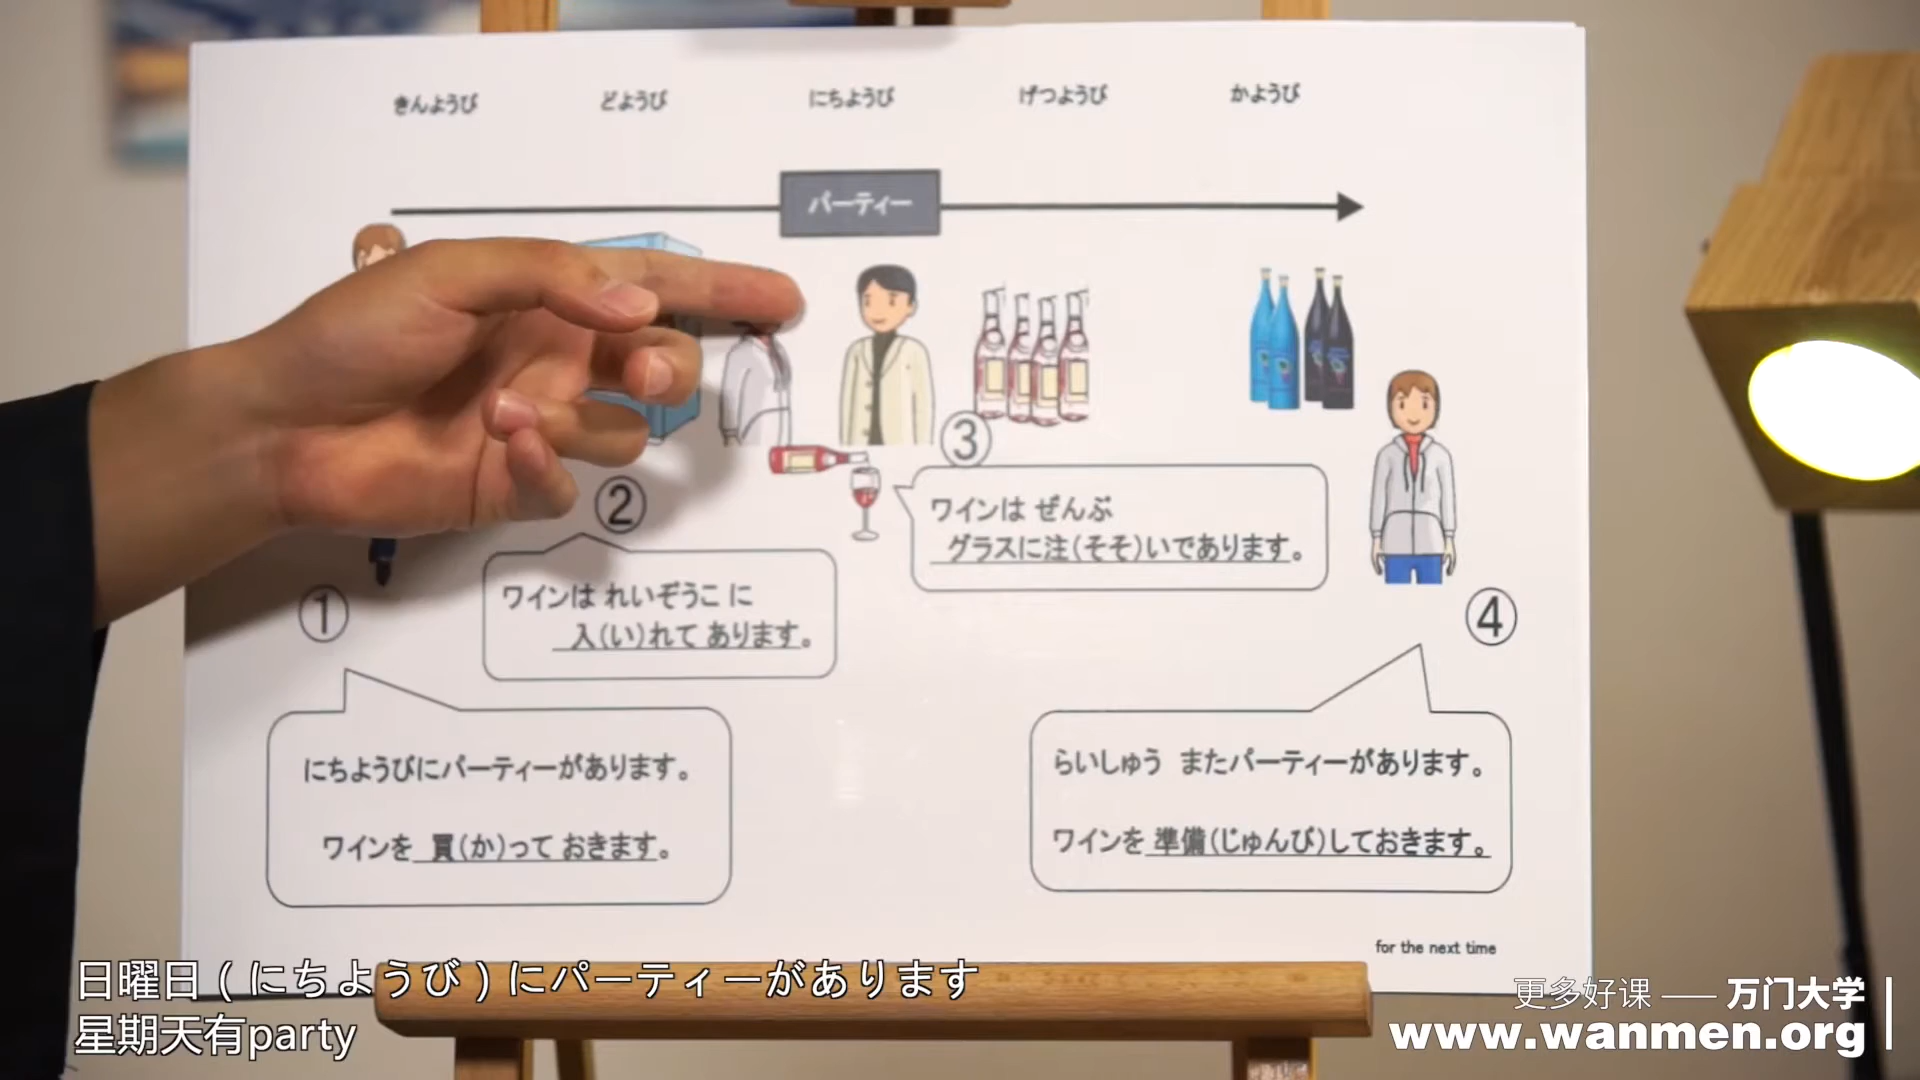 きんようび
どようび
にちようび
げつようび
かようび
パーティー
③
②
ワインは ぜんぶ
グラスに注(そそ)いであります。
ワインは れいぞうこ に
入(い)れて あります。
①
④
にちようびにパーティーがあります。
ワインを 買(か)って おきます。
らいしゅう またパーティーがあります。
ワインを 準備(じゅんび)しておきます。
for the next time
日曜日(にちようび)にパーティーがあります
星期天有party
更多好课 —— 万门大学
www.wanmen.org